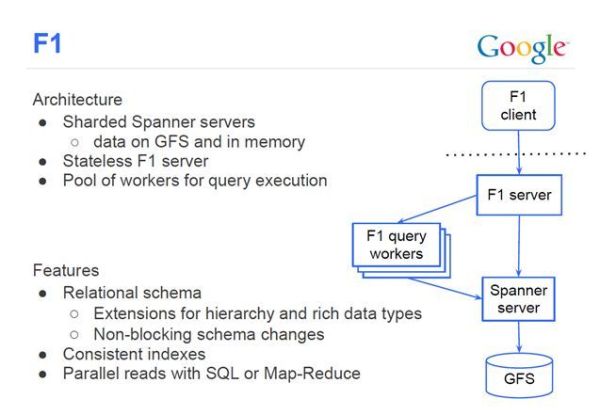 F1
Google
Architecture
● Sharded Spanner servers
○ data on GFS and in memory
● Stateless F1 server
● Pool of workers for query execution
Features
● Relational schema
○ Extensions for hierarchy and rich data types
○ Non-blocking schema changes
● Consistent indexes
● Parallel reads with SQL or Map-Reduce
F1
client
F1 server
F1 query
workers
Spanner
server
GFS